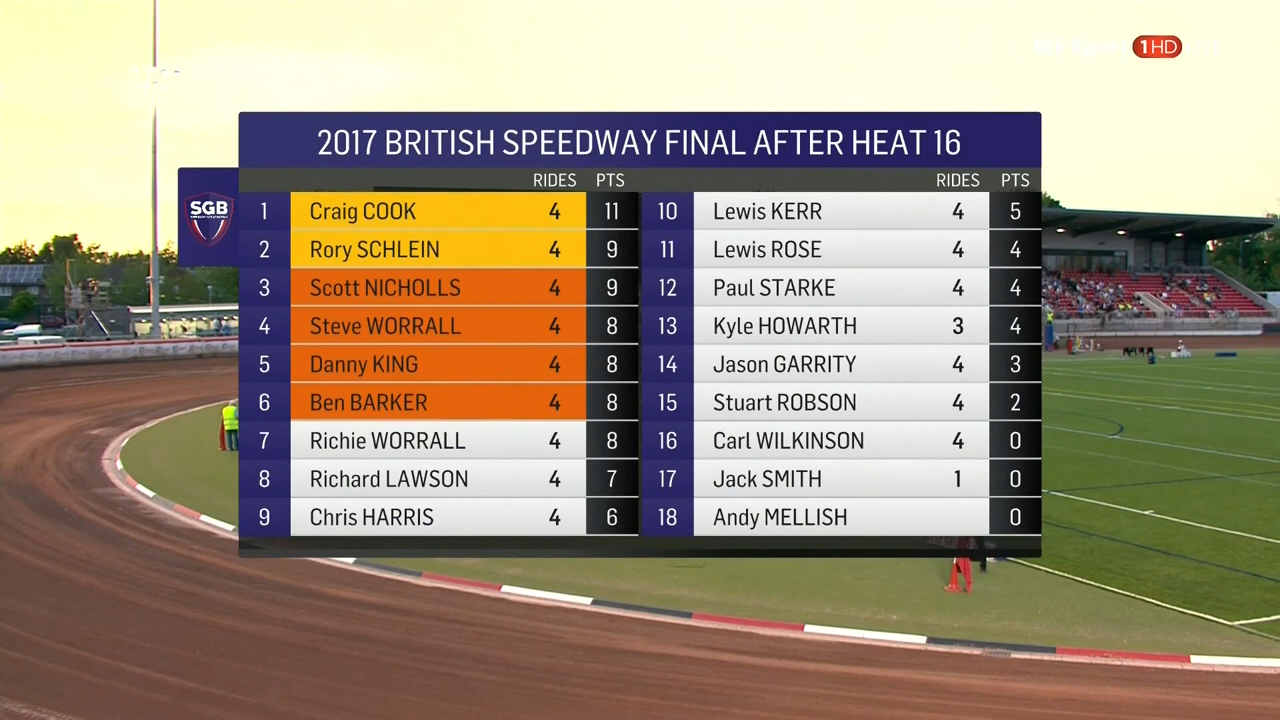 1HD
2017 BRITISH SPEEDWAY FINAL AFTER HEAT 16
SGB
RIDES PTS
1 Craig COOK 4 11
2 Rory SCHLEIN 4 9
3 Scott NICHOLLS 4 9
4 Steve WORRALL 4 8
5 Danny KING 4 8
6 Ben BARKER 4 8
7 Richie WORRALL 4 8
8 Richard LAWSON 4 7
9 Chris HARRIS 4 6
RIDES PTS
10 Lewis KERR 4 5
11 Lewis ROSE 4 4
12 Paul STARKE 4 4
13 Kyle HOWARTH 3 4
14 Jason GARRITY 4 3
15 Stuart ROBSON 4 2
16 Carl WILKINSON 4 0
17 Jack SMITH 1 0
18 Andy MELLISH 0